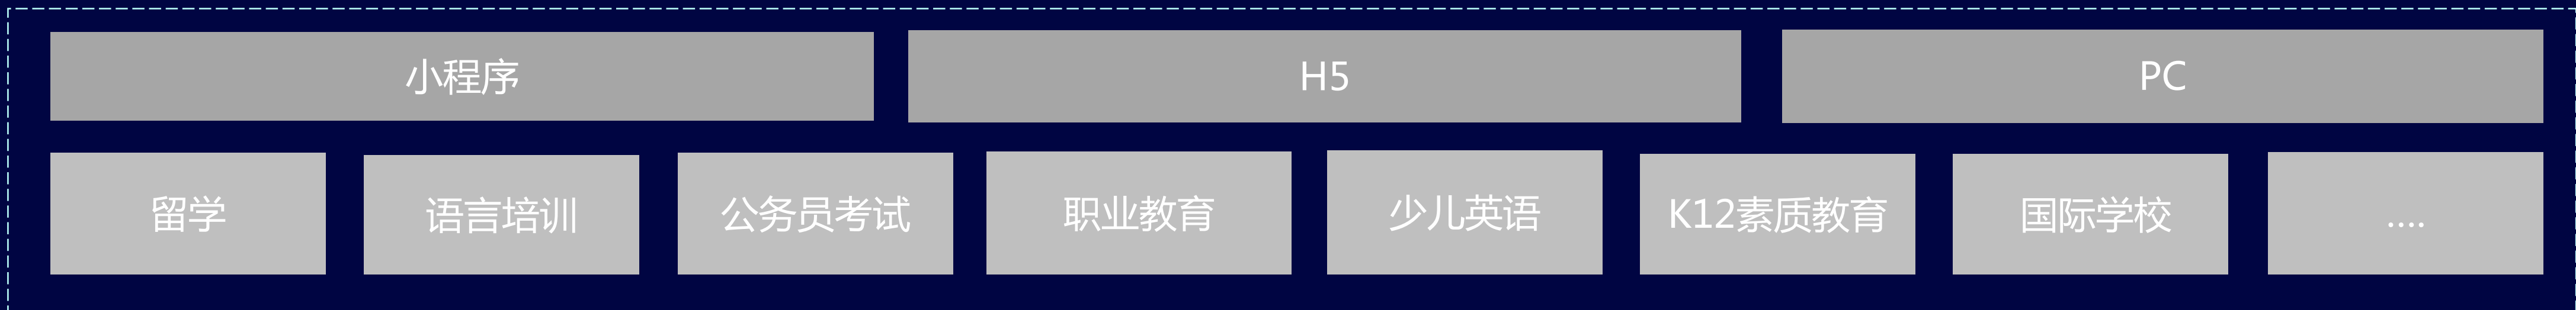 小程序 H5 PC
留学 语言培训 公务员考试 职业教育 少儿英语 K12素质教育 国际学校 ....